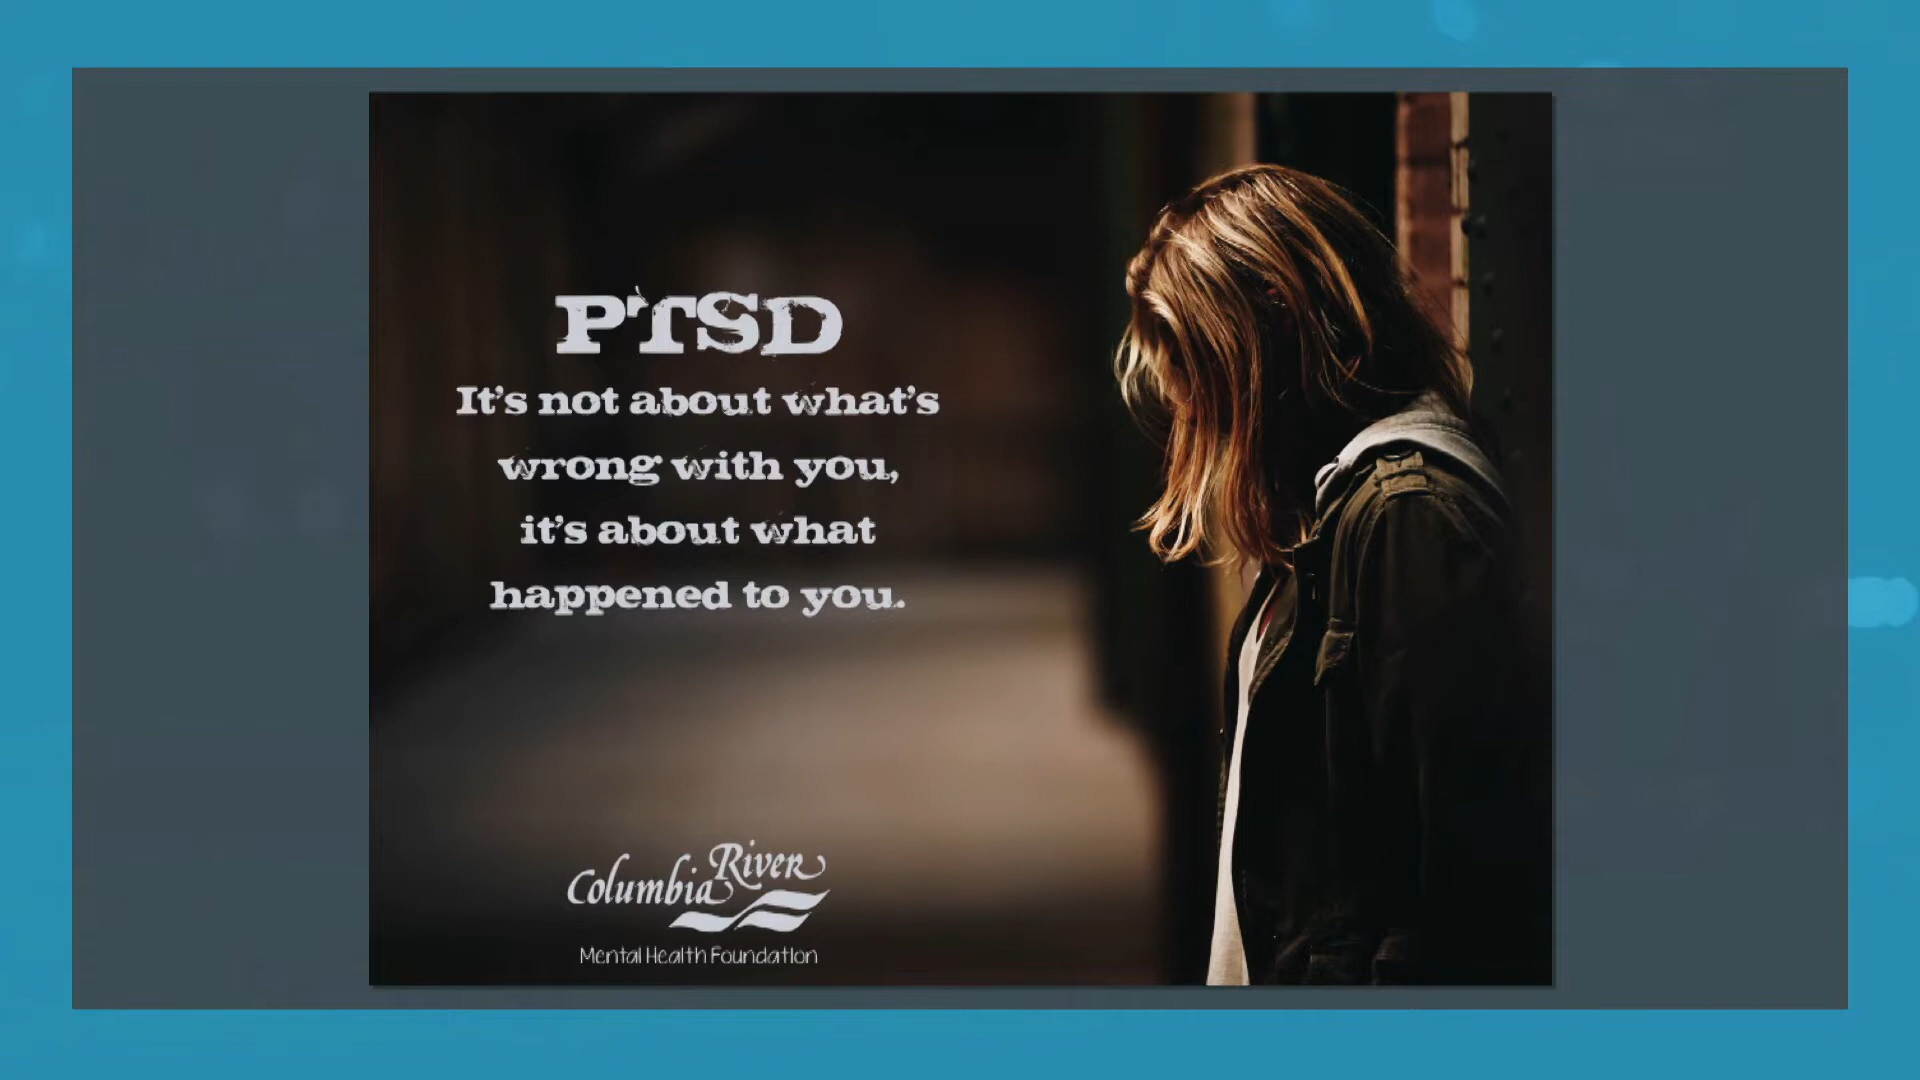 PTSD
It's not about what's
wrong with you,
it's about what
happened to you.
Columbia River
Mental Health Foundation